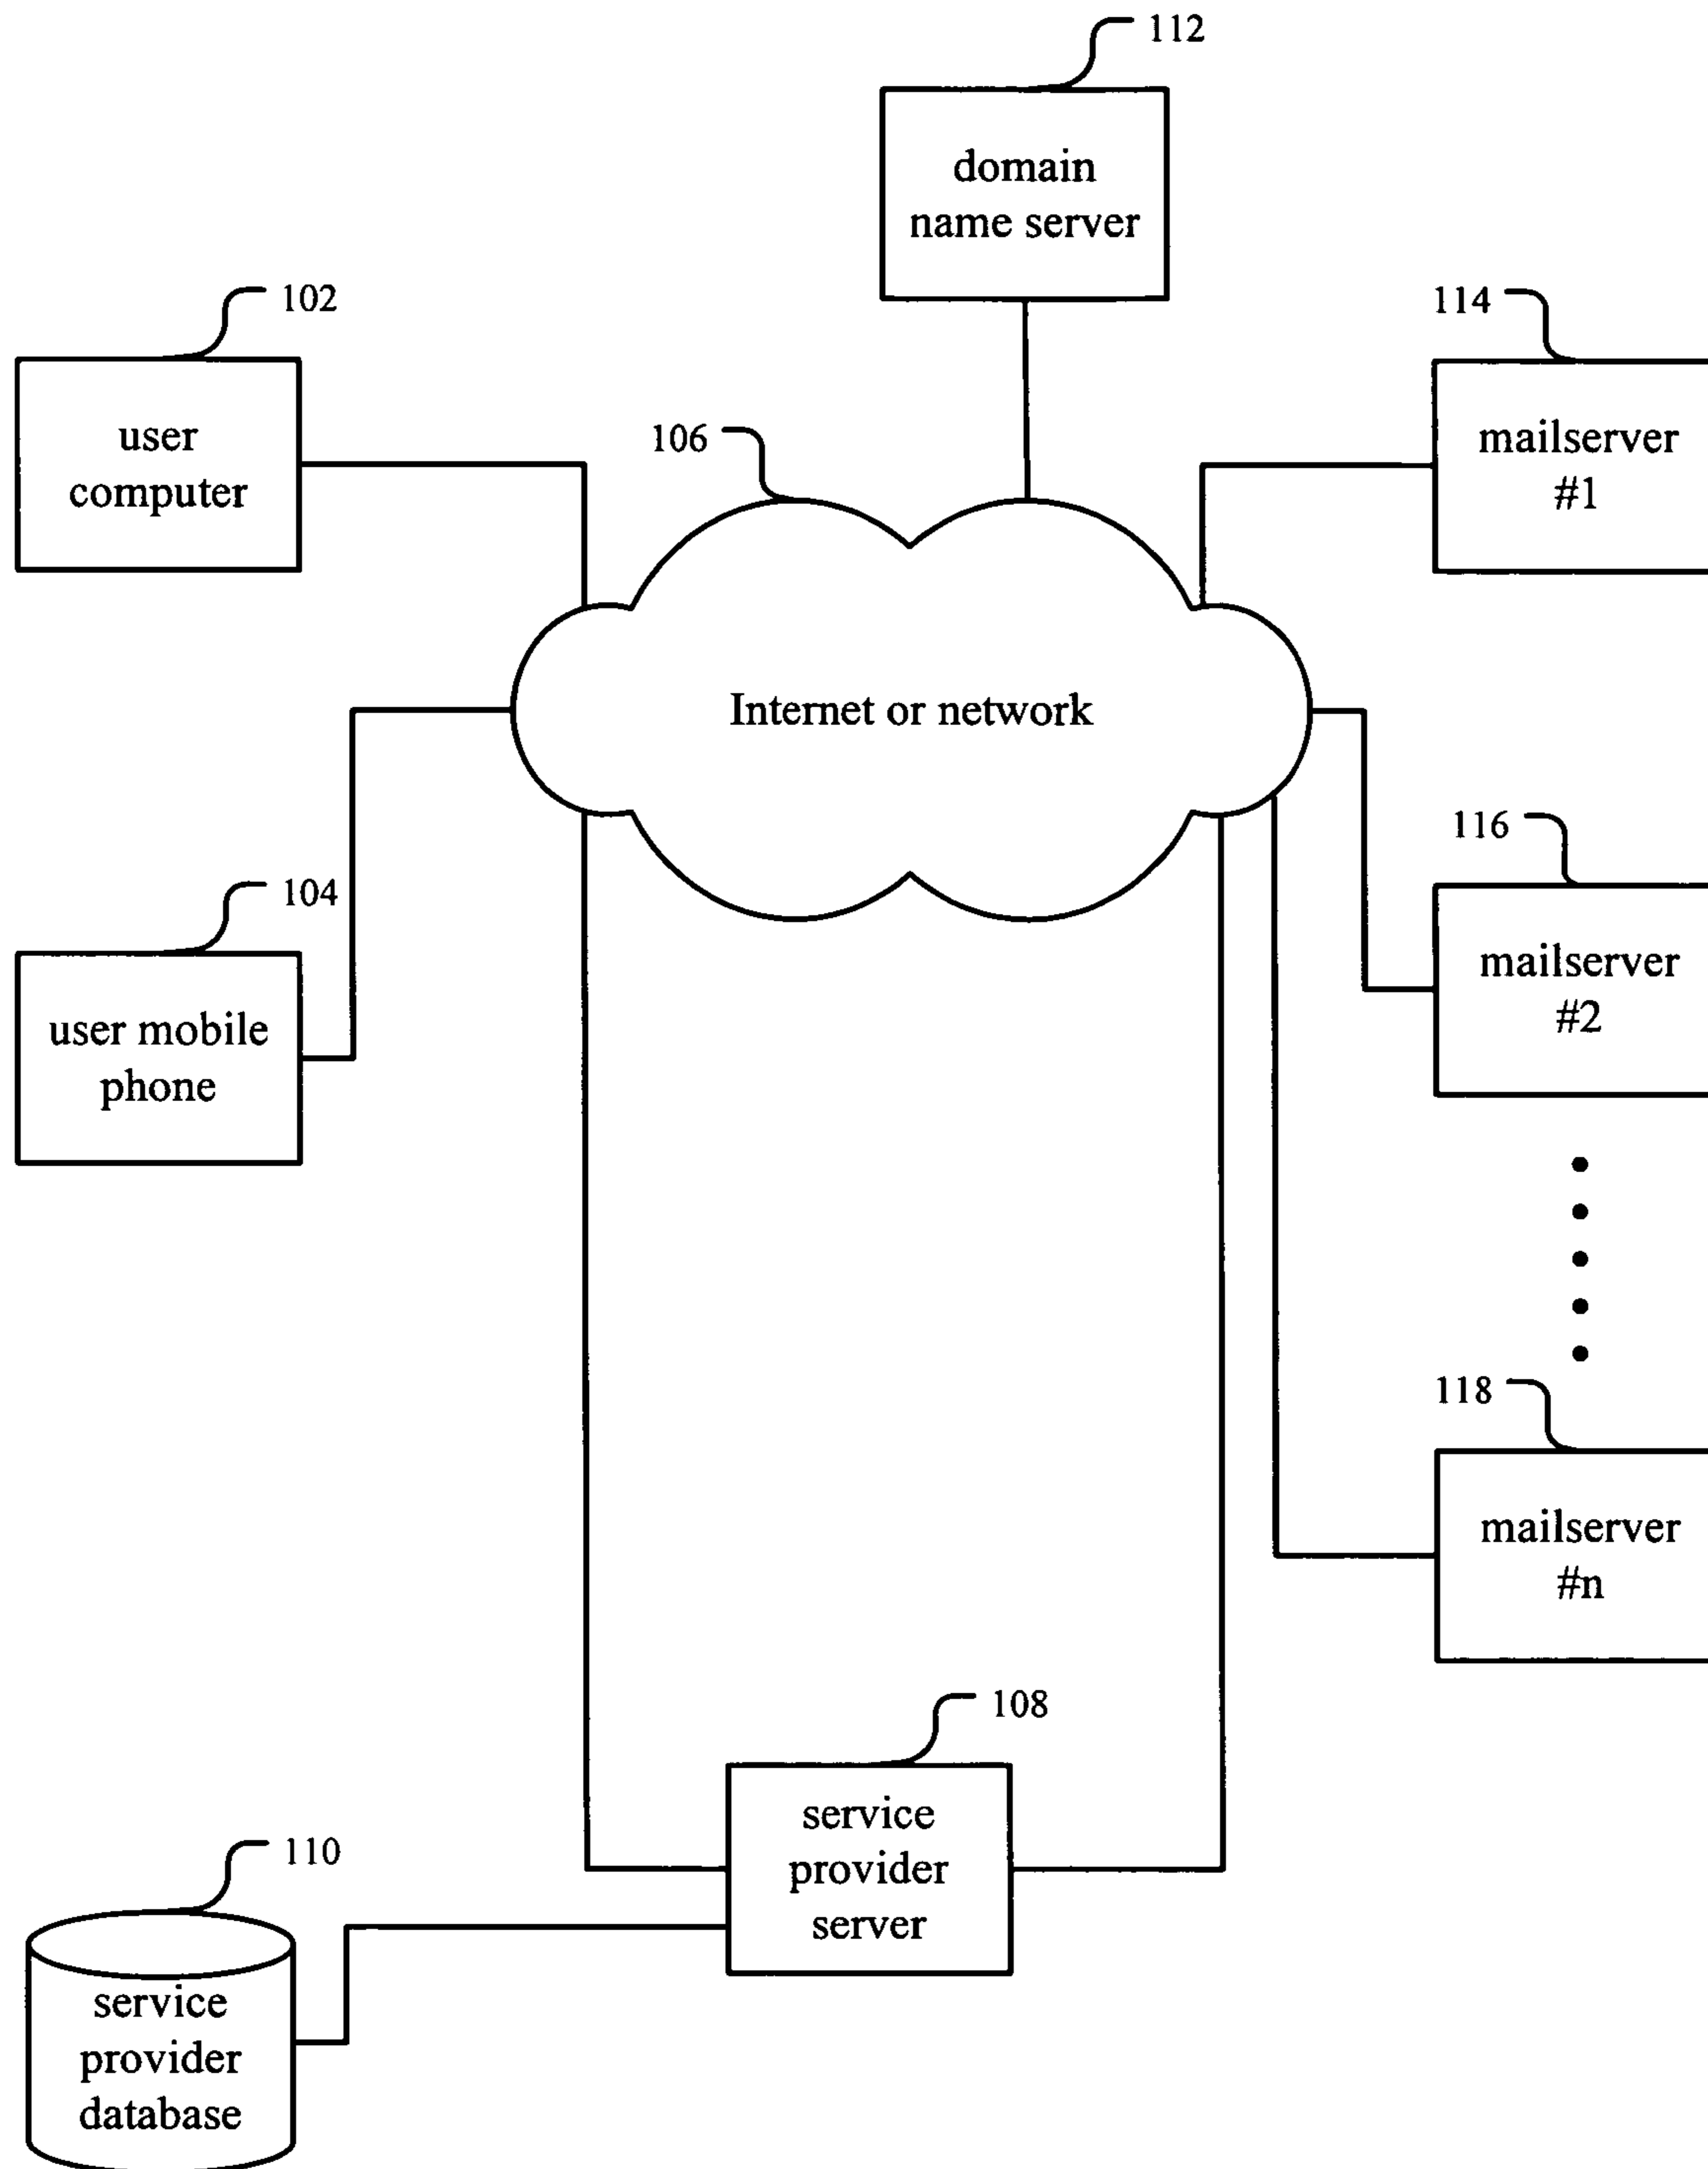 112
domain
name server
102
user
computer
114
mailserver
#1
106
Internet or network
104
user mobile
phone
116
mailserver
#2
118
mailserver
#n
108
service
provider
server
110
service
provider
database